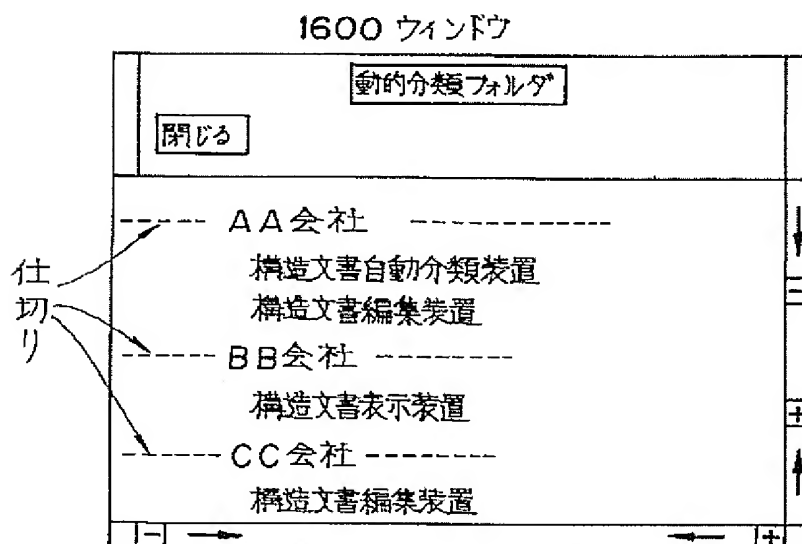 1600 ウィンドウ
動的分類フォルダ
閉じる
仕切り
AA会社
構造文書自動分類装置
構造文書編集装置
BB会社
構造文書表示装置
CC会社
構造文書編集装置